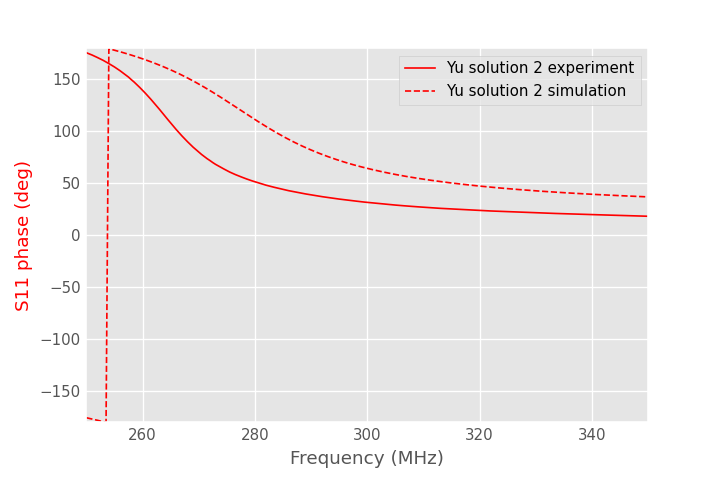 Yu solution 2 experiment
Yu solution 2 simulation
S11 phase (deg)
150
100
50
0
−50
−100
−150
260 280 300 320 340
Frequency (MHz)